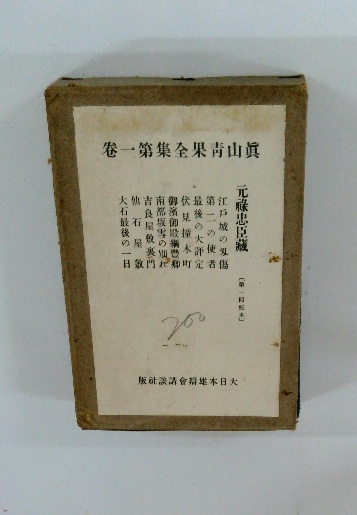 眞山靑果全集第一卷
元祿忠臣藏
〔第一回配本〕
江戶城の刄傷
第二の使者
最後の大評定
伏見撞木町
御濱御殿綱豐卿
南部坂雪の別れ
吉良屋敷裏門
仙石屋敷
大石最後の一日
200
大日本雄辯會講談社版